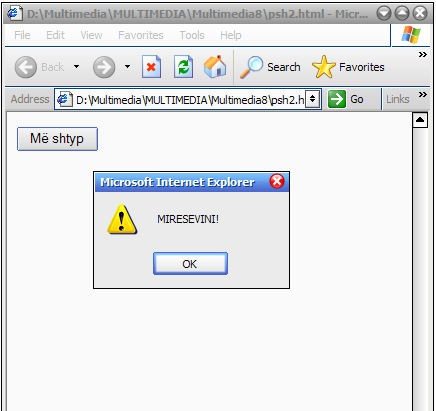 D:\Multimedia\MULTIMEDIA\Multimedia8\psh2.html - Micr...
File Edit View Favorites Tools Help
Back Search Favorites »
Address D:\Multimedia\MULTIMEDIA\Multimedia8\psh2.h Go Links »
Më shtyp
Microsoft Internet Explorer
MIRESEVINI!
OK